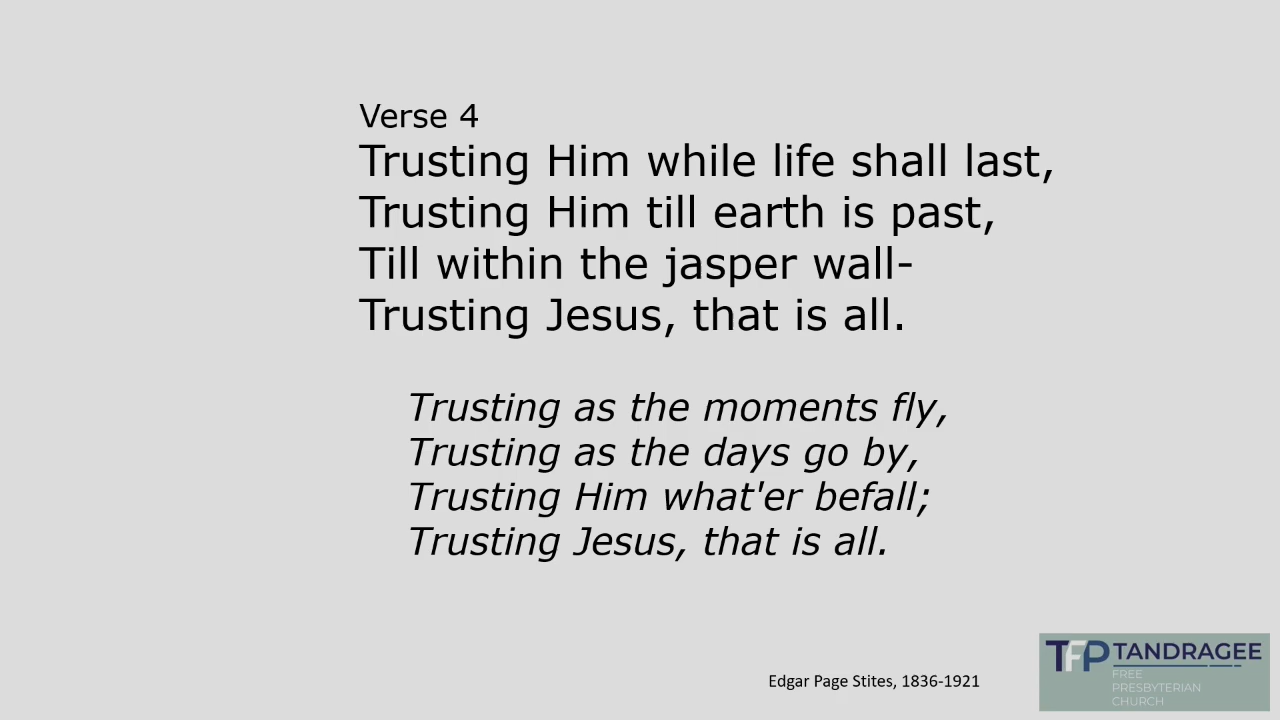 Verse 4
Trusting Him while life shall last,
Trusting Him till earth is past,
Till within the jasper wall-
Trusting Jesus, that is all.
Trusting as the moments fly,
Trusting as the days go by,
Trusting Him what'er befall;
Trusting Jesus, that is all.
Edgar Page Stites, 1836-1921
TFP TANDRAGEE
FREE
PRESBYTERIAN
CHURCH